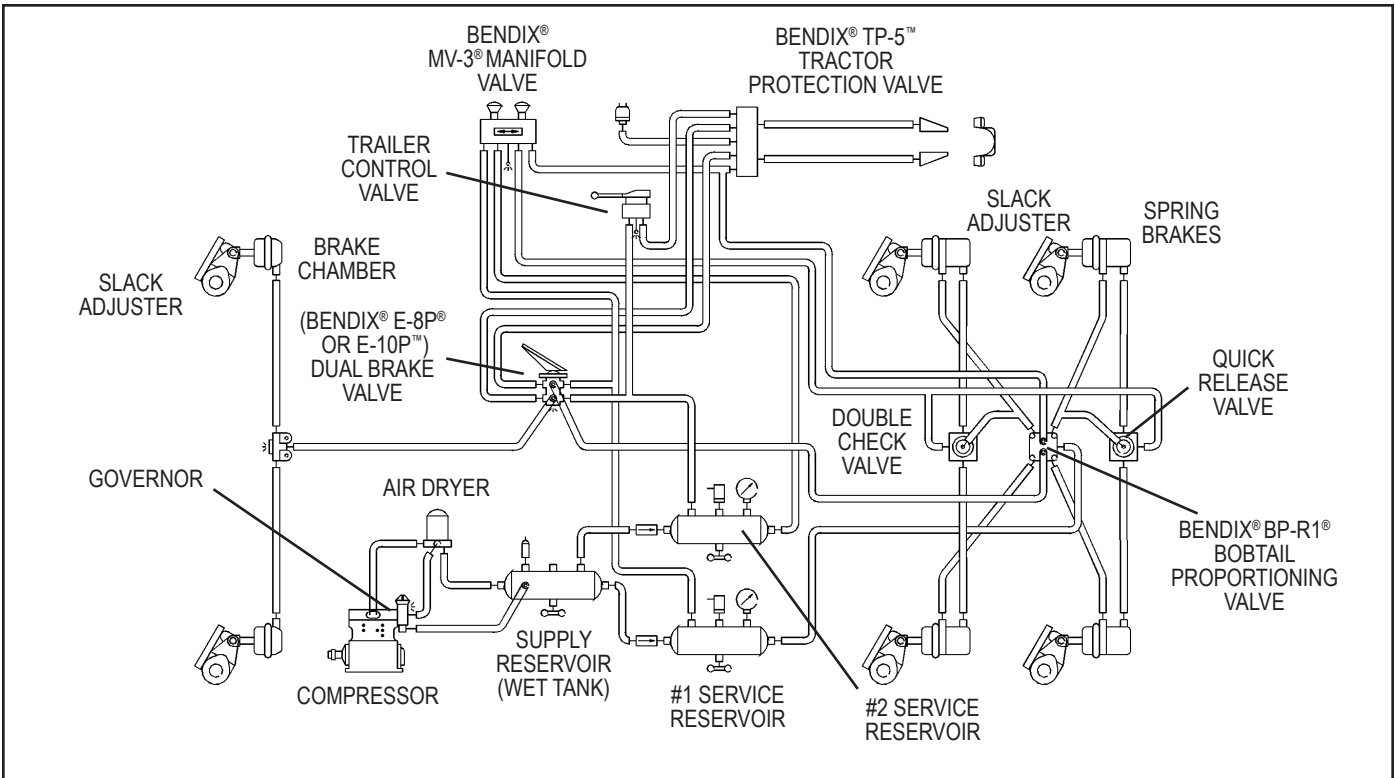 BENDIX®
MV-3® MANIFOLD
VALVE
BENDIX® TP-5™
TRACTOR
PROTECTION VALVE
TRAILER
CONTROL
VALVE
SLACK
ADJUSTER
SPRING
BRAKES
BRAKE
CHAMBER
SLACK
ADJUSTER
(BENDIX® E-8P®
OR E-10P™)
DUAL BRAKE
VALVE
QUICK
RELEASE
VALVE
DOUBLE
CHECK
VALVE
GOVERNOR
AIR DRYER
BENDIX® BP-R1®
BOBTAIL
PROPORTIONING
VALVE
SUPPLY
RESERVOIR
(WET TANK)
COMPRESSOR
#1 SERVICE
RESERVOIR
#2 SERVICE
RESERVOIR